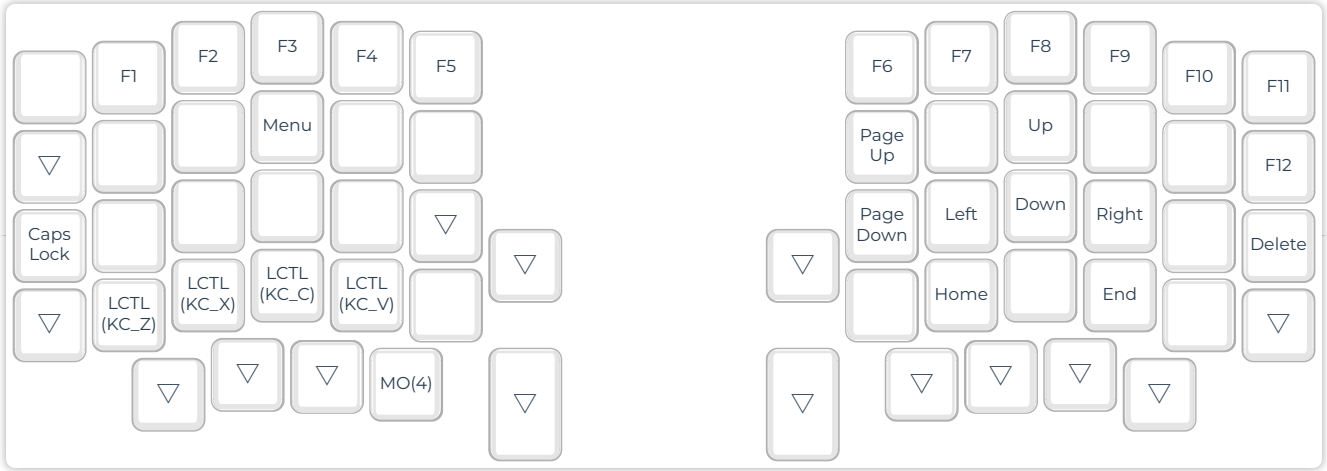 F1
F2
F3
F4
F5
F6
F7
F8
F9
F10
F11
Menu
Page
Up
Up
F12
Caps
Lock
Page
Down
Left
Down
Right
Delete
LCTL
(KC_Z)
LCTL
(KC_X)
LCTL
(KC_C)
LCTL
(KC_V)
Home
End
MO(4)